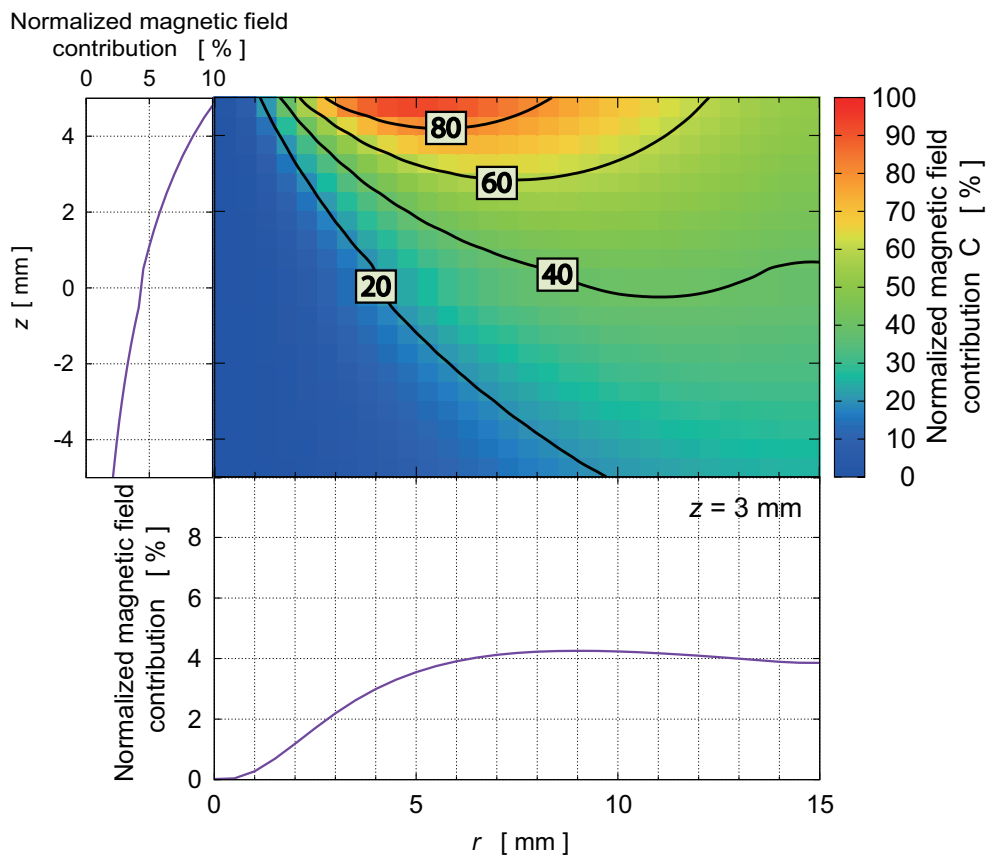 Normalized magnetic field
contribution [ % ]
0 5 10
4
2
0
-2
-4
z [ mm ]
80
60
40
20
100
90
80
70
60
50
40
30
20
10
0
Normalized magnetic field
contribution C [ % ]
z = 3 mm
8
6
4
2
0
Normalized magnetic field
contribution [ % ]
0 5 10 15
r [ mm ]